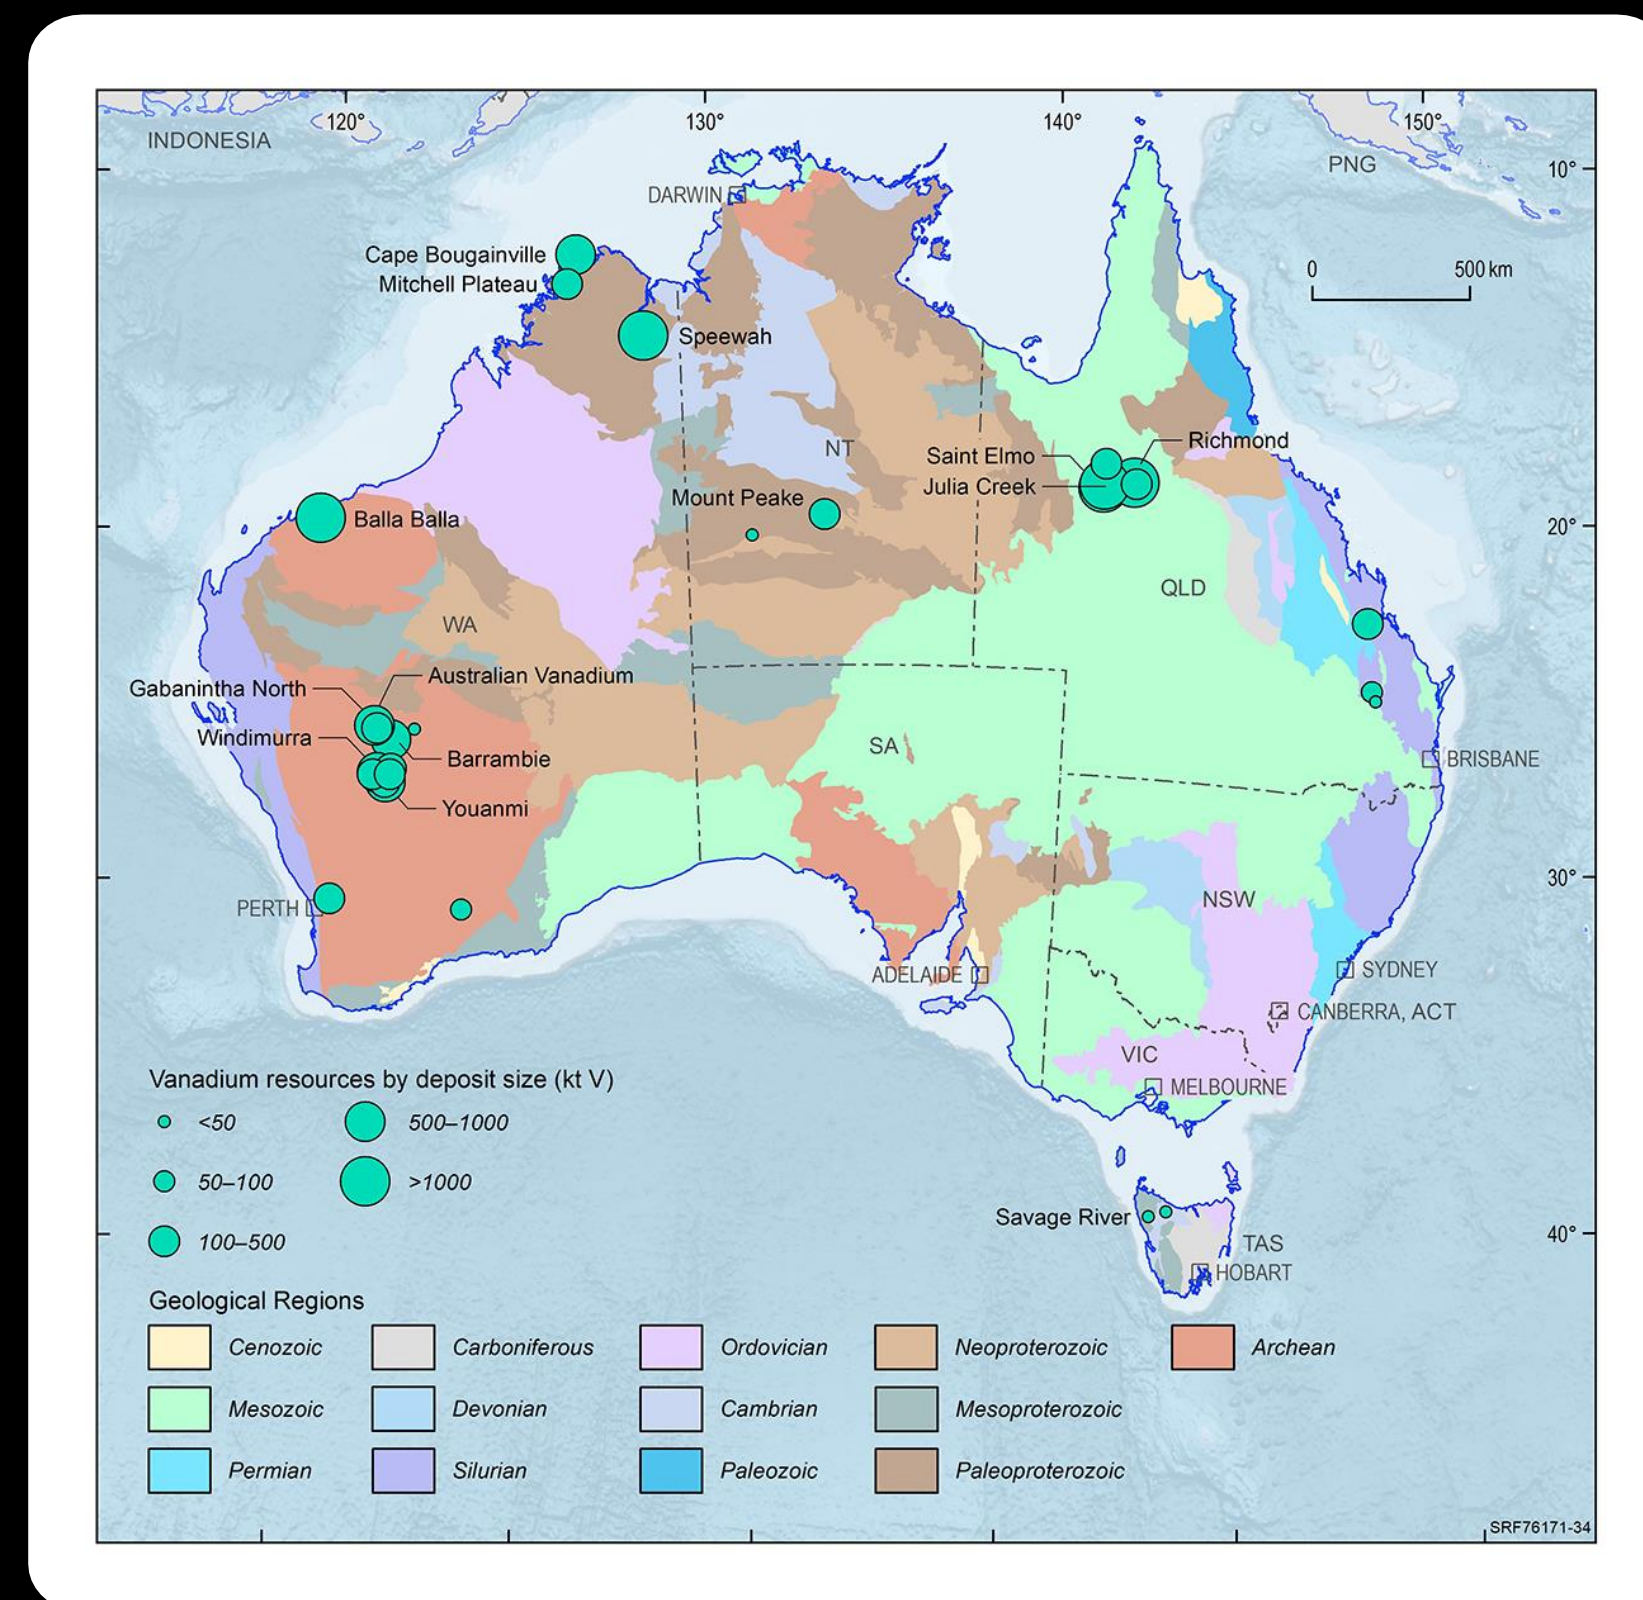 120°
130°
140°
150°
INDONESIA
PNG
10°
DARWIN
Cape Bougainville
Mitchell Plateau
0 500 km
Speewah
NT
Richmond
Saint Elmo
Julia Creek
Mount Peake
Balla Balla
20°
QLD
WA
Australian Vanadium
Gabanintha North
Windimurra
SA
Barrambie
BRISBANE
Youanmi
30°
NSW
PERTH
ADELAIDE
SYDNEY
CANBERRA, ACT
VIC
MELBOURNE
Vanadium resources by deposit size (kt V)
<50 500–1000
50–100 >1000
100–500
Savage River
40°
TAS
HOBART
Geological Regions
Cenozoic Carboniferous Ordovician Neoproterozoic Archean
Mesozoic Devonian Cambrian Mesoproterozoic
Permian Silurian Paleozoic Paleoproterozoic
SRF76171-34